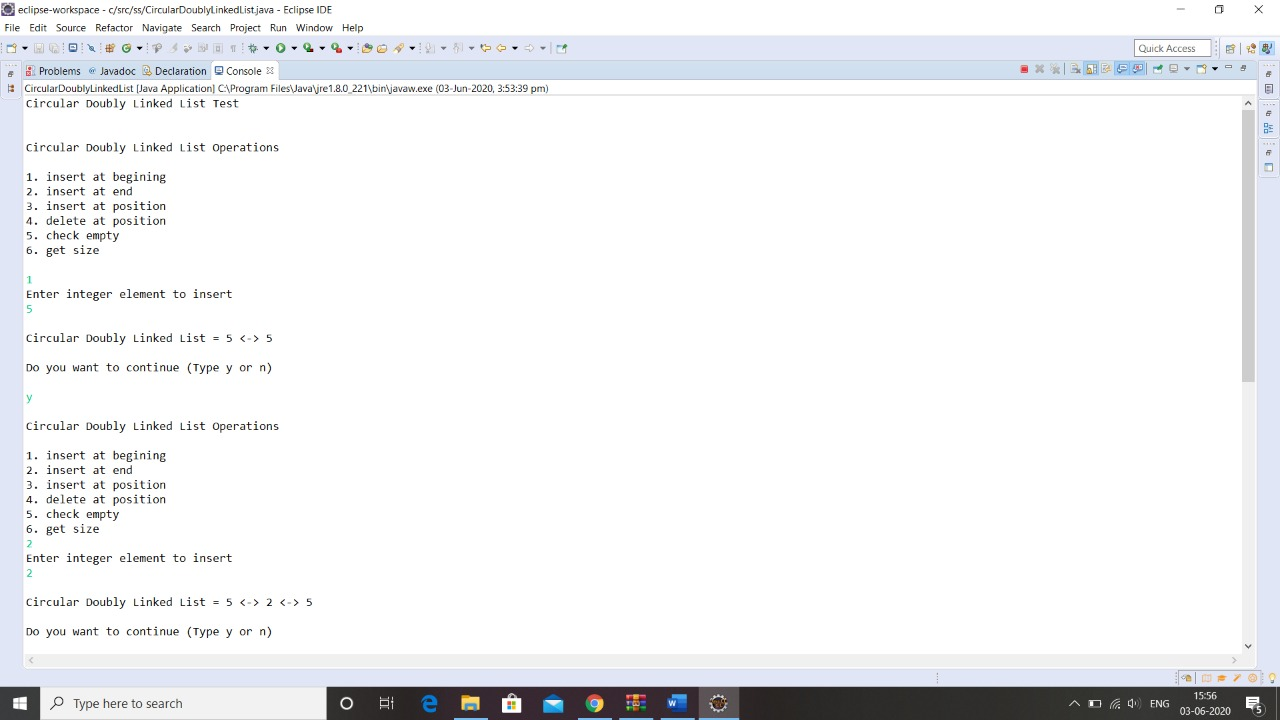 eclipse-workspace - c/src/ss/CircularDoublyLinkedList.java - Eclipse IDE
File Edit Source Refactor Navigate Search Project Run Window Help
Quick Access
Problems Javadoc Declaration Console
CircularDoublyLinkedList [Java Application] C:\Program Files\Java\jre1.8.0_221\bin\javaw.exe (03-Jun-2020, 3:53:39 pm)
Circular Doubly Linked List Test
Circular Doubly Linked List Operations
1. insert at begining
2. insert at end
3. insert at position
4. delete at position
5. check empty
6. get size
1
Enter integer element to insert
5
Circular Doubly Linked List = 5 <-> 5
Do you want to continue (Type y or n)
y
Circular Doubly Linked List Operations
1. insert at begining
2. insert at end
3. insert at position
4. delete at position
5. check empty
6. get size
2
Enter integer element to insert
2
Circular Doubly Linked List = 5 <-> 2 <-> 5
Do you want to continue (Type y or n)
Type here to search
ENG
15:56
03-06-2020
5